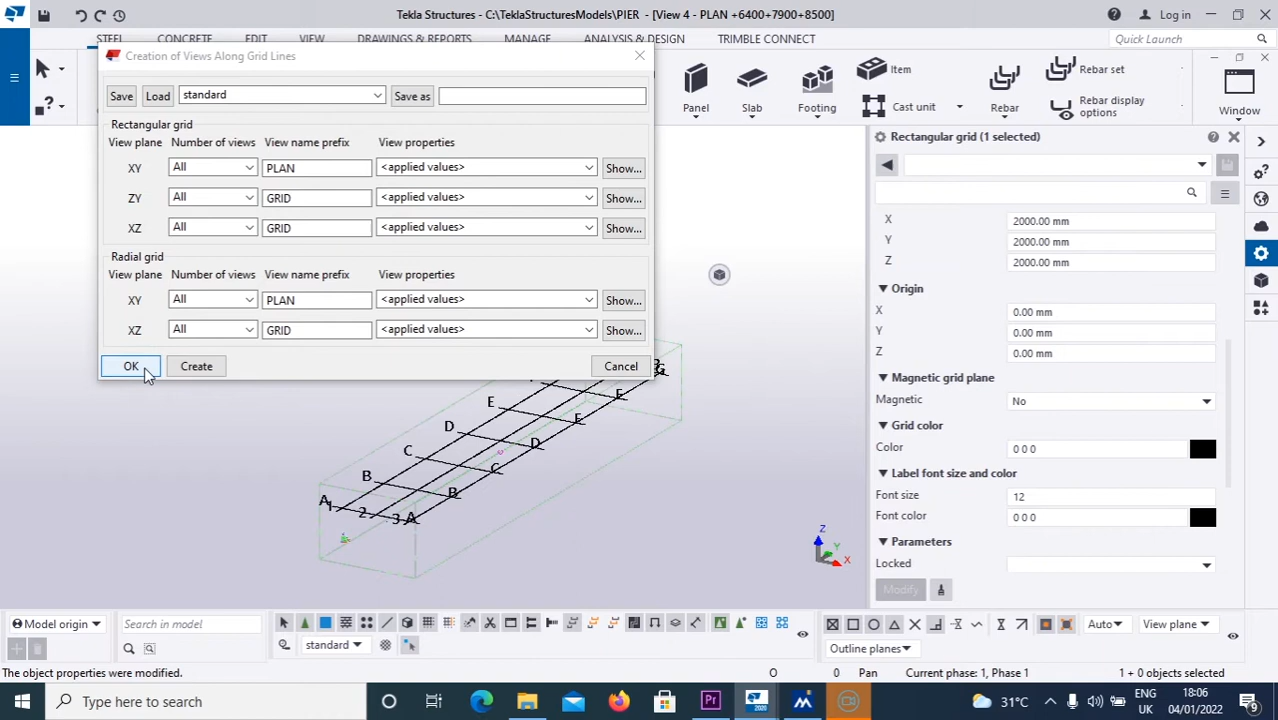 Tekla Structures - C:\TeklaStructuresModels\PIER - [View 4 - PLAN +6400+7900+8500]
Log in
STEEL CONCRETE EDIT VIEW DRAWINGS & REPORTS MANAGE ANALYSIS & DESIGN TRIMBLE CONNECT
Quick Launch
Creation of Views Along Grid Lines
Save Load standard Save as
Panel Slab Footing Item Cast unit Rebar Rebar set Rebar display options Window
Rectangular grid
View plane Number of views View name prefix View properties
XY All PLAN <applied values> Show...
ZY All GRID <applied values> Show...
XZ All GRID <applied values> Show...
Radial grid
View plane Number of views View name prefix View properties
XY All PLAN <applied values> Show...
XZ All GRID <applied values> Show...
OK Create Cancel
Rectangular grid (1 selected)
X 2000.00 mm
Y 2000.00 mm
Z 2000.00 mm
Origin
X 0.00 mm
Y 0.00 mm
Z 0.00 mm
Magnetic grid plane
Magnetic No
Grid color
Color 0 0 0
Label font size and color
Font size 12
Font color 0 0 0
Parameters
Locked
Modify
G
E F
E
D
D
C
C
B
B
A 1 2 3 A
Z
Y
X
Model origin Search in model
standard
Auto View plane
Outline planes
The object properties were modified. O 0 Pan Current phase: 1, Phase 1 1 + 0 objects selected
Type here to search
2020
31°C
ENG
UK
18:06
04/01/2022
9